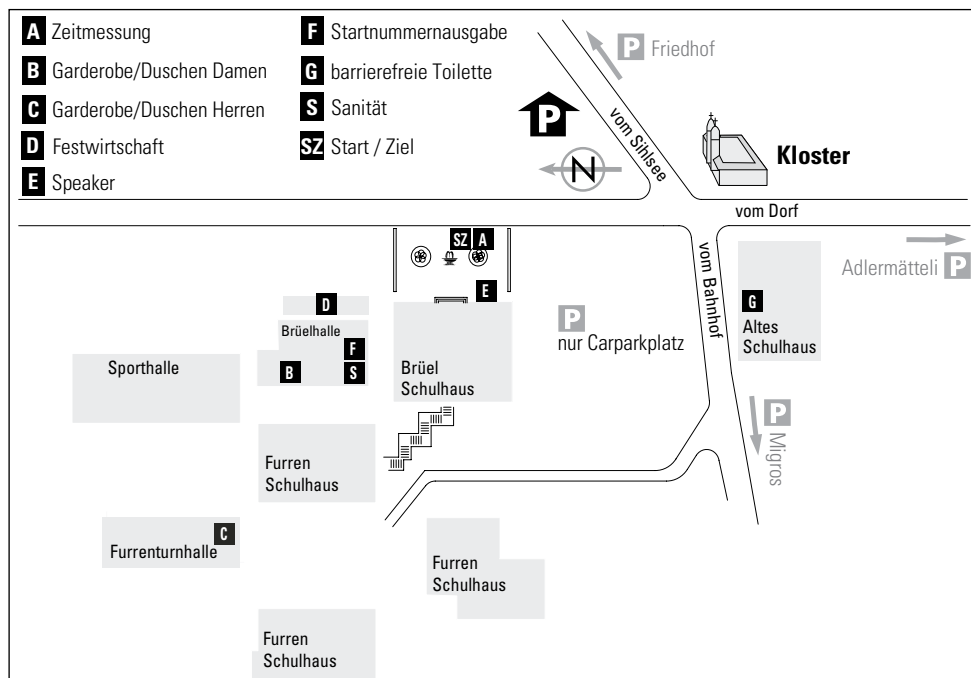 A Zeitmessung
B Garderobe/Duschen Damen
C Garderobe/Duschen Herren
D Festwirtschaft
E Speaker
F Startnummernausgabe
G barrierefreie Toilette
S Sanität
SZ Start / Ziel
P
N
P Friedhof
vom Sihlsee
Kloster
vom Dorf
Adlermätteli P
vom Bahnhof
SZ A
E
D
Brüelhalle
F
B S
Sporthalle
Brüel
Schulhaus
P
nur Carparkplatz
G
Altes
Schulhaus
P Migros
Furren
Schulhaus
C
Furrenturnhalle
Furren
Schulhaus
Furren
Schulhaus